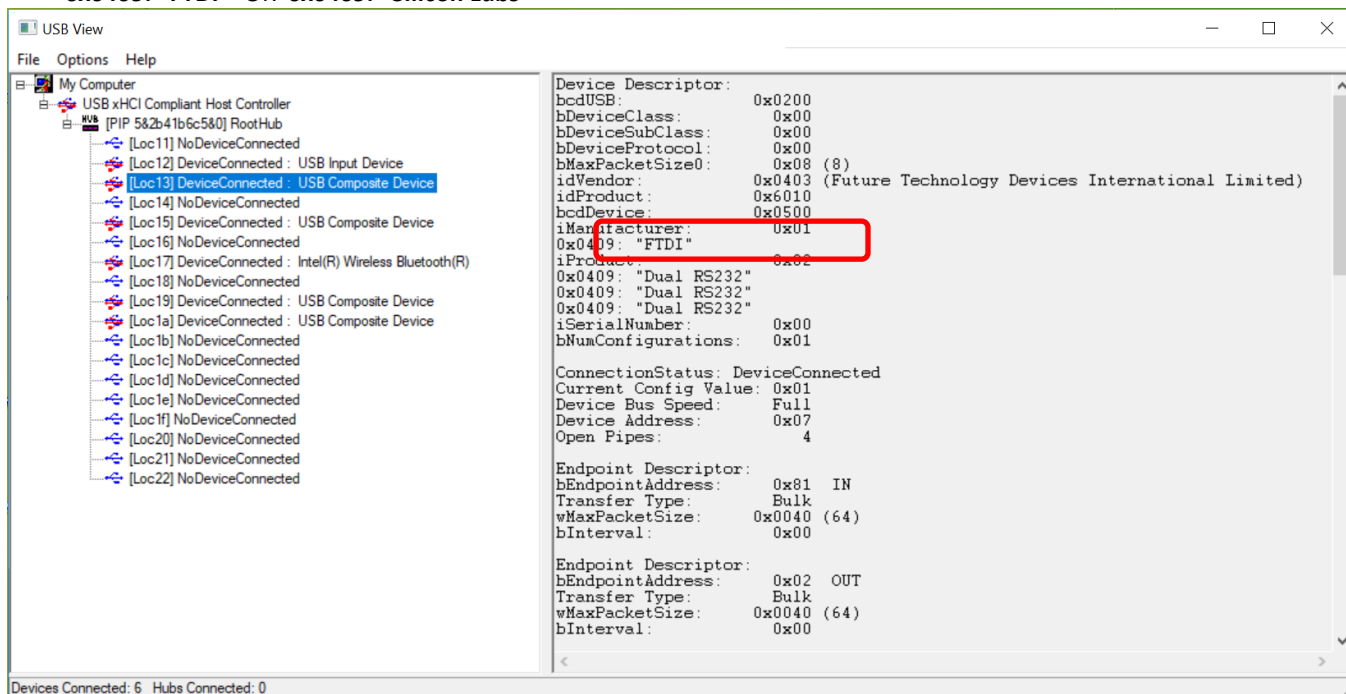 USB View
File Options Help
My Computer
USB xHCI Compliant Host Controller
[PIP 5&2b41b6c5&0] RootHub
[Loc11] NoDeviceConnected
[Loc12] DeviceConnected : USB Input Device
[Loc13] DeviceConnected : USB Composite Device
[Loc14] NoDeviceConnected
[Loc15] DeviceConnected : USB Composite Device
[Loc16] NoDeviceConnected
[Loc17] DeviceConnected : Intel(R) Wireless Bluetooth(R)
[Loc18] NoDeviceConnected
[Loc19] DeviceConnected : USB Composite Device
[Loc1a] DeviceConnected : USB Composite Device
[Loc1b] NoDeviceConnected
[Loc1c] NoDeviceConnected
[Loc1d] NoDeviceConnected
[Loc1e] NoDeviceConnected
[Loc1f] NoDeviceConnected
[Loc20] NoDeviceConnected
[Loc21] NoDeviceConnected
[Loc22] NoDeviceConnected
Device Descriptor:
bcdUSB: 0x0200
bDeviceClass: 0x00
bDeviceSubClass: 0x00
bDeviceProtocol: 0x00
bMaxPacketSize0: 0x08 (8)
idVendor: 0x0403 (Future Technology Devices International Limited)
idProduct: 0x6010
bcdDevice: 0x0500
iManufacturer: 0x01
0x0409: "FTDI"
iProduct: 0x02
0x0409: "Dual RS232"
0x0409: "Dual RS232"
0x0409: "Dual RS232"
iSerialNumber: 0x00
bNumConfigurations: 0x01
ConnectionStatus: DeviceConnected
Current Config Value: 0x01
Device Bus Speed: Full
Device Address: 0x07
Open Pipes: 4
Endpoint Descriptor:
bEndpointAddress: 0x81 IN
Transfer Type: Bulk
wMaxPacketSize: 0x0040 (64)
bInterval: 0x00
Endpoint Descriptor:
bEndpointAddress: 0x02 OUT
Transfer Type: Bulk
wMaxPacketSize: 0x0040 (64)
bInterval: 0x00
Devices Connected: 6 Hubs Connected: 0